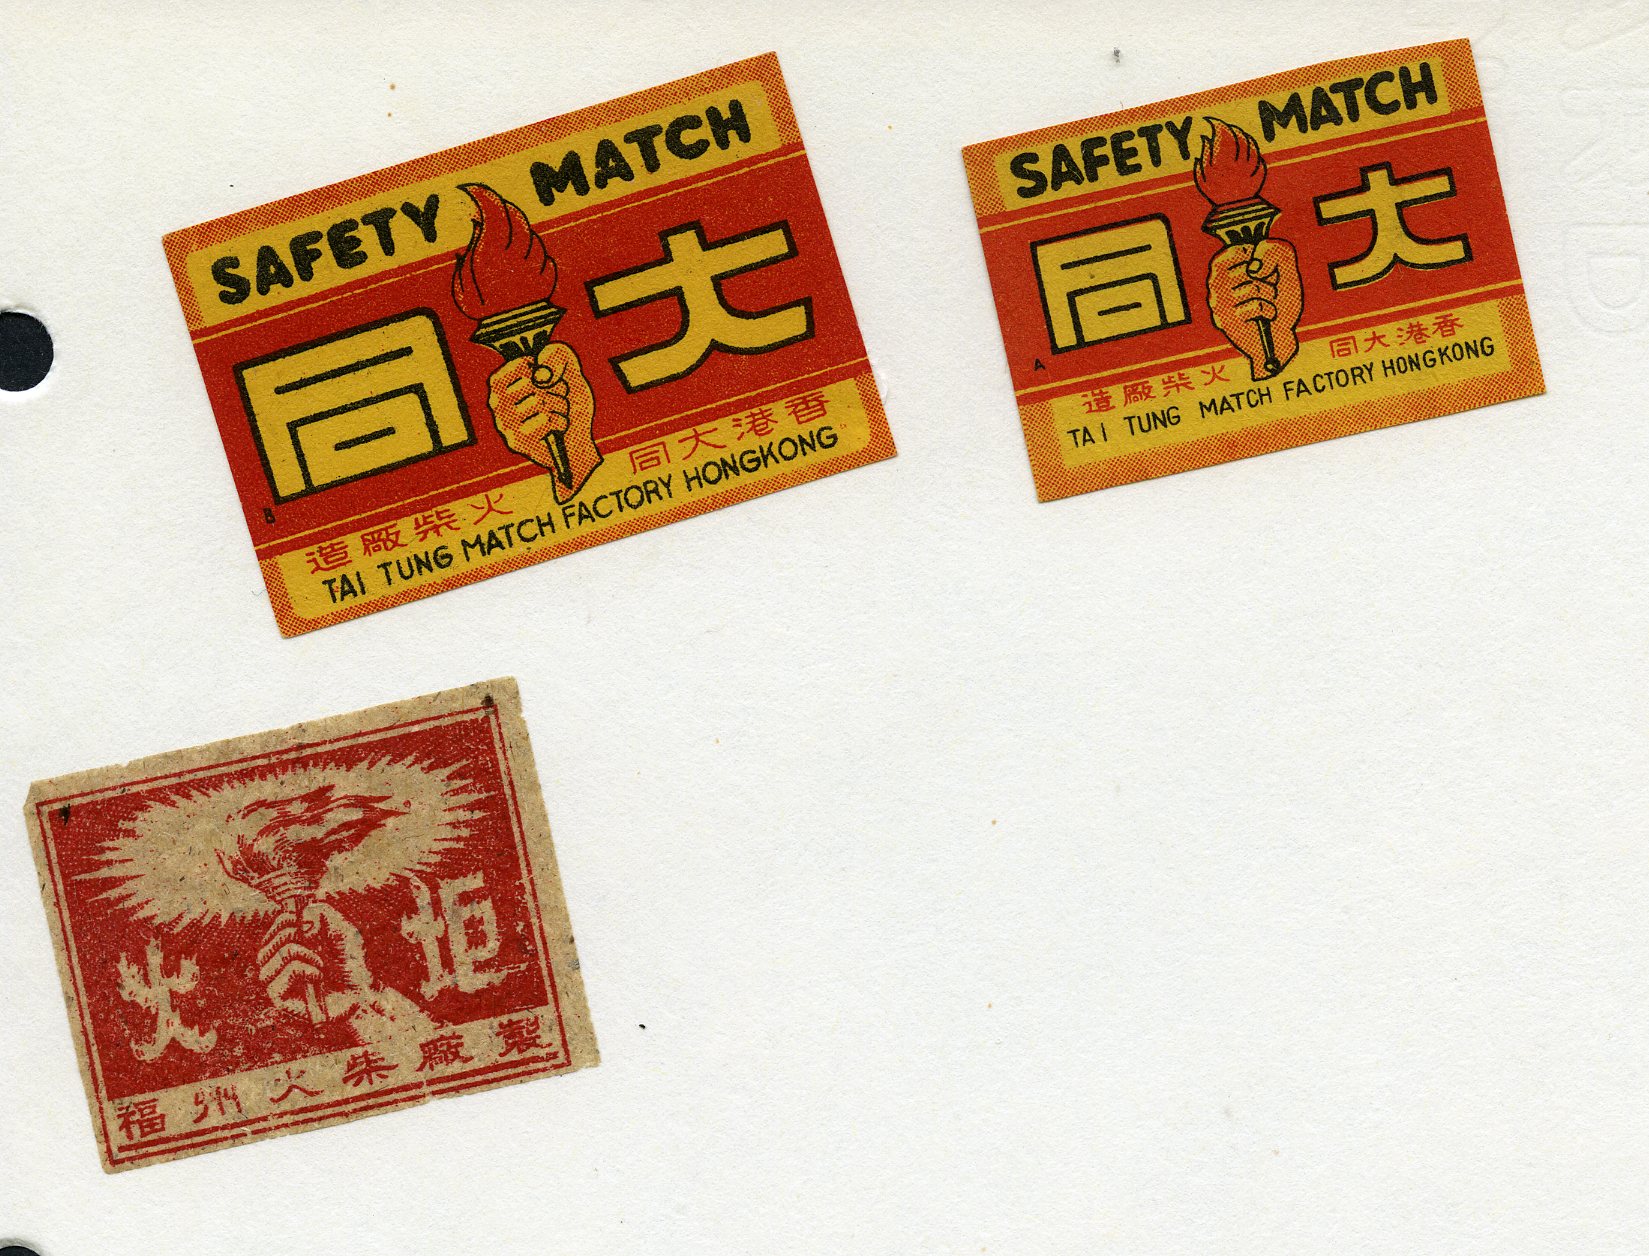 SAFETY MATCH
大同
B
香港大同火柴廠造
TAI TUNG MATCH FACTORY HONGKONG
SAFETY MATCH
大同
A
香港大同火柴廠造
TAI TUNG MATCH FACTORY HONGKONG
火炬
福州火柴廠製